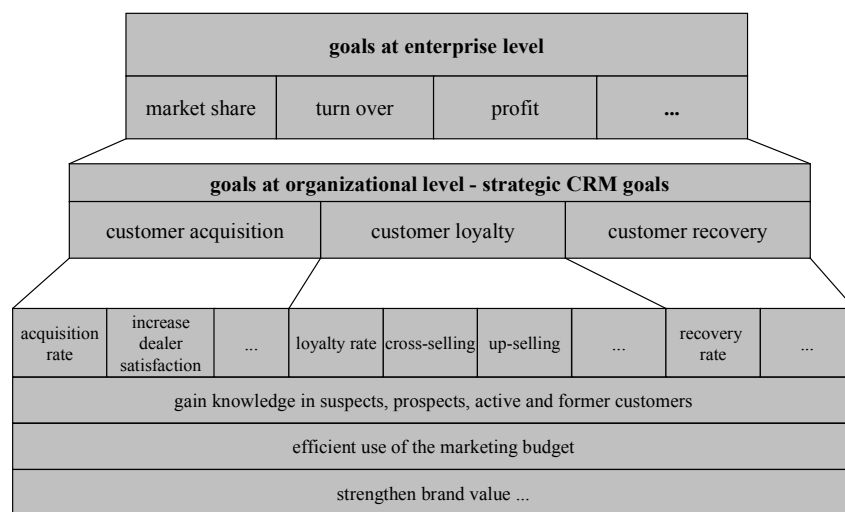 goals at enterprise level
market share turn over profit ...
goals at organizational level - strategic CRM goals
customer acquisition customer loyalty customer recovery
acquisition
rate
increase
dealer
satisfaction
...
loyalty rate
cross-selling
up-selling
...
recovery
rate
...
gain knowledge in suspects, prospects, active and former customers
efficient use of the marketing budget
strengthen brand value ...